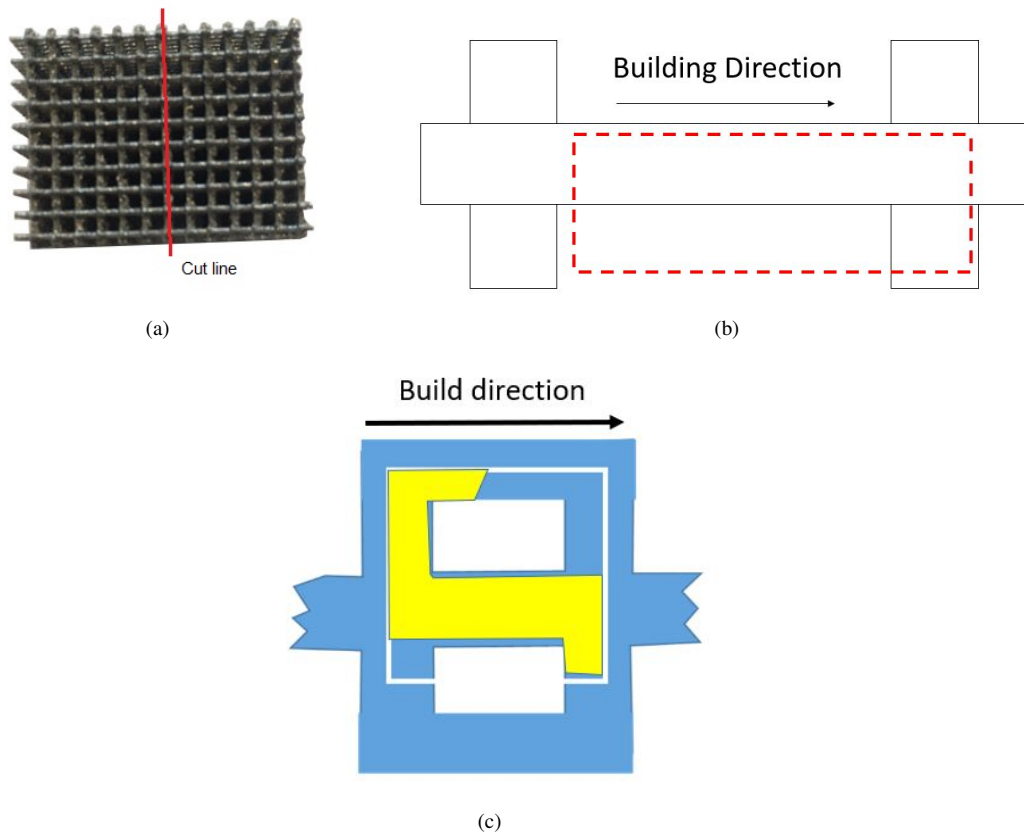 Cut line
(a)
Building Direction
(b)
Build direction
(c)